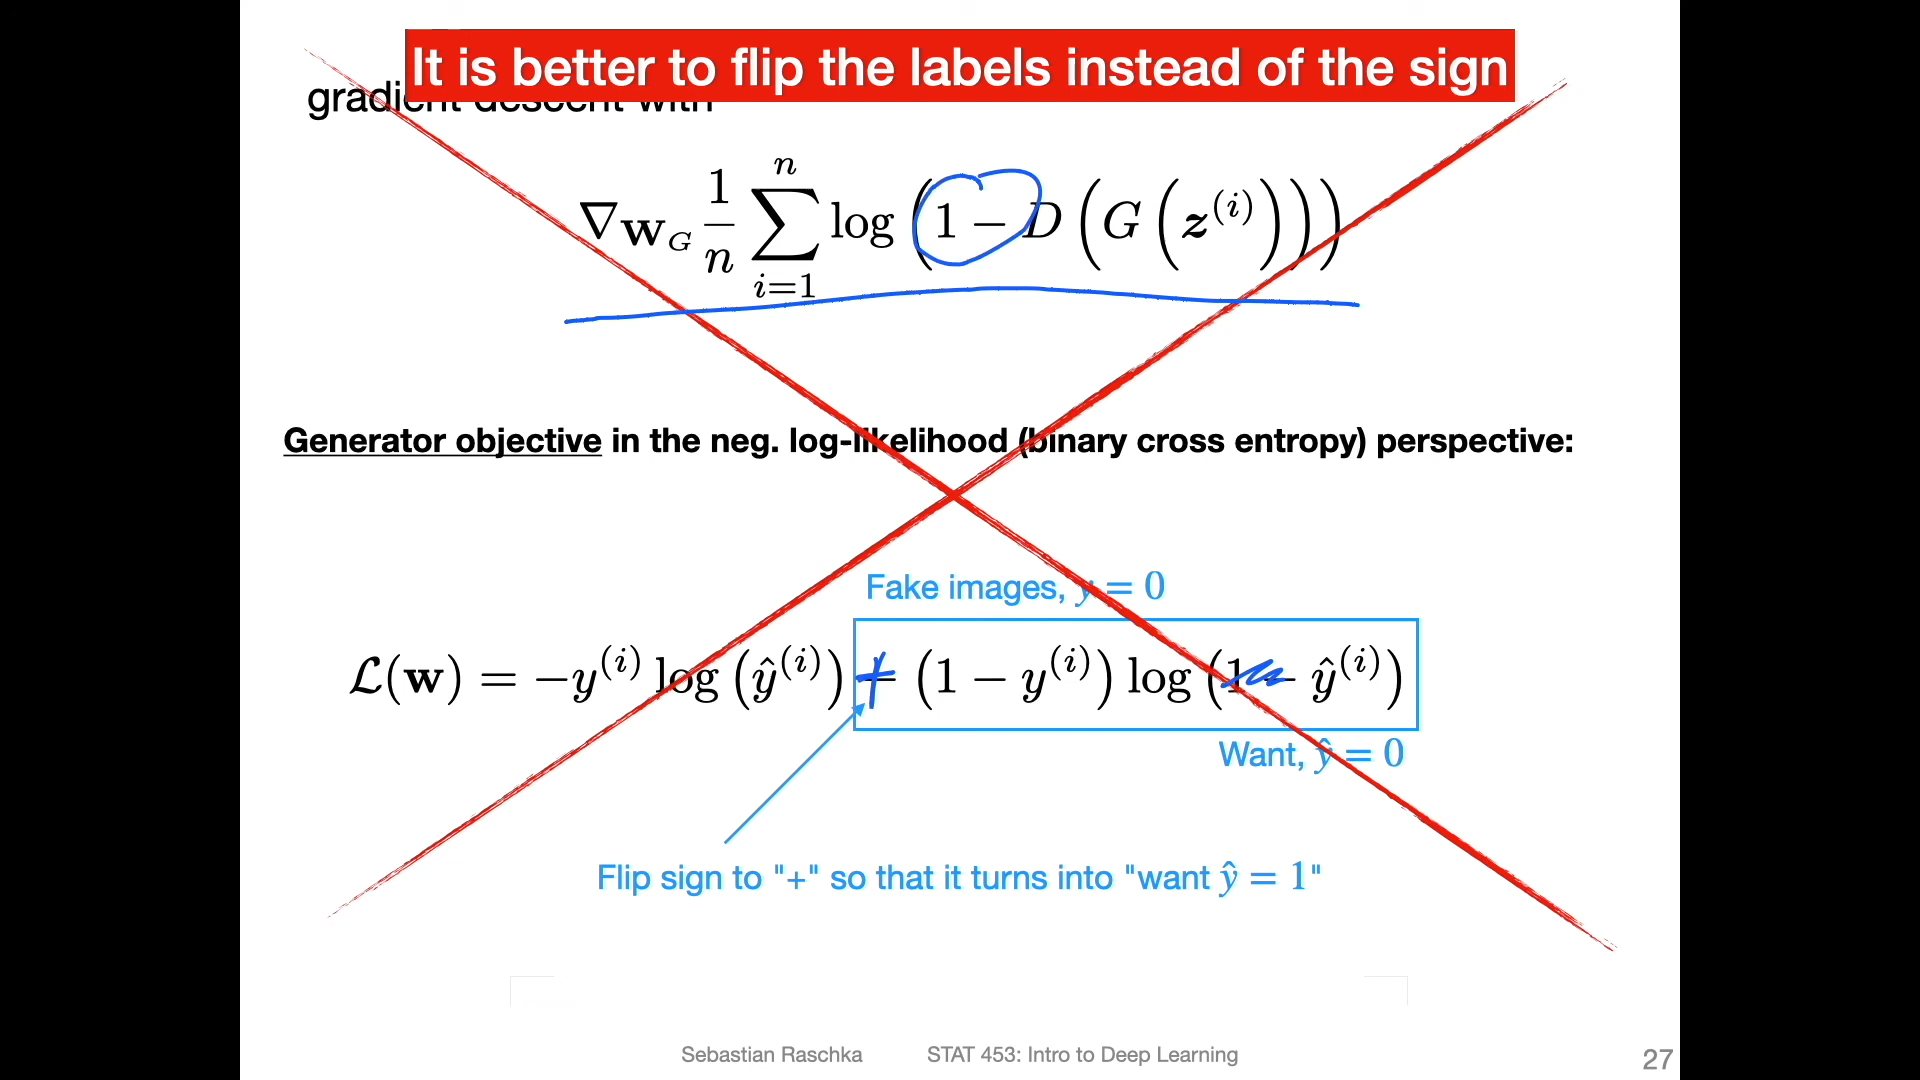 It is better to flip the labels instead of the sign
gradient descent with
∇_{𝐖_G} \frac{1}{n} \sum_{i=1}^{n} \log (1 − D (G (𝒛^{(i)})))
Generator objective in the neg. log-likelihood (binary cross entropy) perspective:
Fake images, y = 0
ℒ(𝐰) = −y^{(i)} log (ŷ^{(i)}) − (1 − y^{(i)}) log (1 − ŷ^{(i)})
+
Want, ŷ = 0
Flip sign to "+" so that it turns into "want ŷ = 1"
Sebastian Raschka STAT 453: Intro to Deep Learning 27